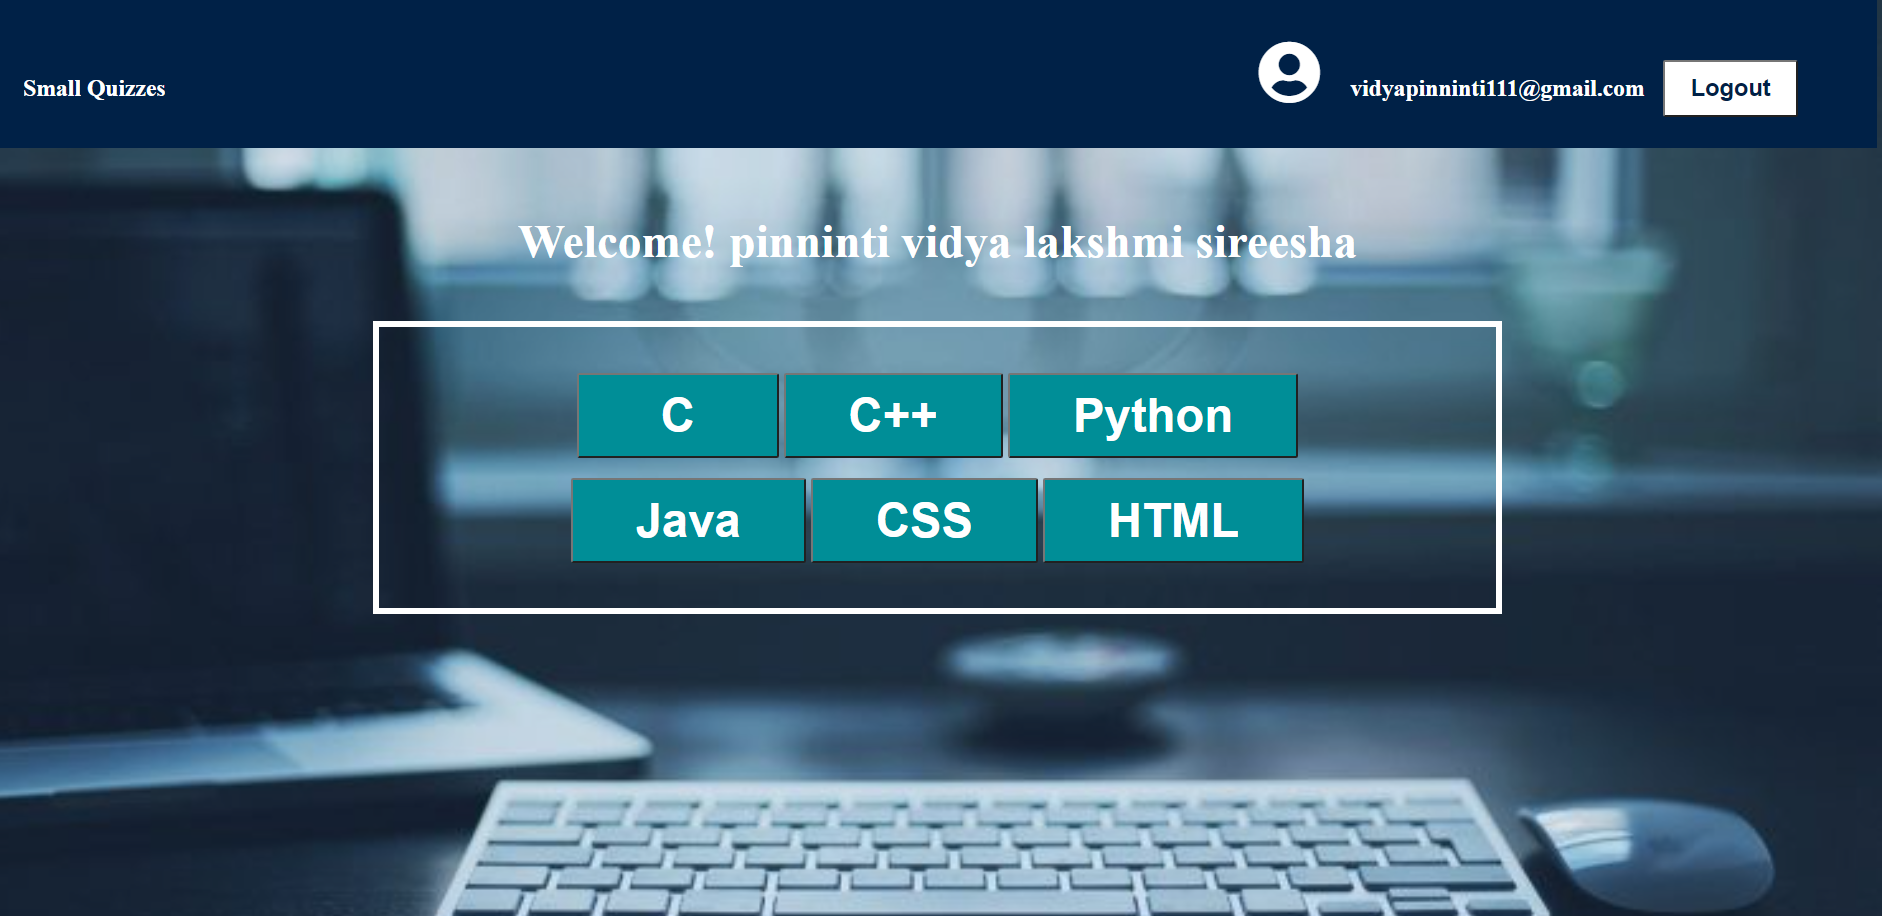 Small Quizzes
vidyapinninti111@gmail.com
Logout
Welcome! pinninti vidya lakshmi sireesha
C
C++
Python
Java
CSS
HTML